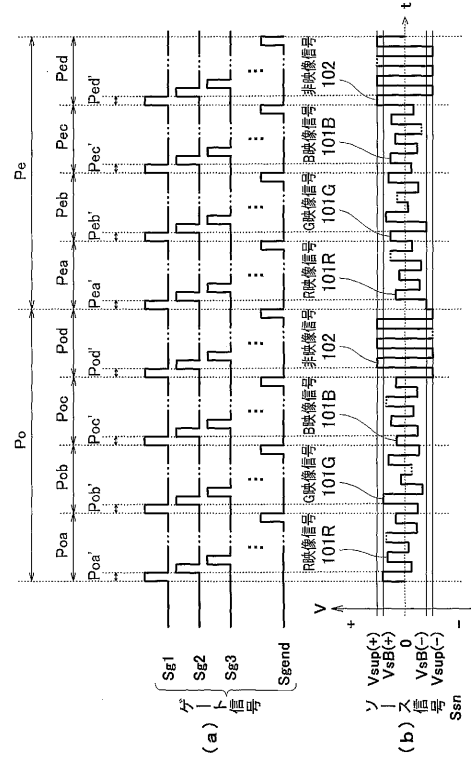 Po
Pe
Poa
Pob
Poc
Pod
Pea
Peb
Pec
Ped
Poa'
Pob'
Poc'
Pod'
Pea'
Peb'
Pec'
Ped'
(a)
ゲート信号
Sg1
Sg2
Sg3
Sgend
R映像信号
101R
G映像信号
101G
B映像信号
101B
非映像信号
102
R映像信号
101R
G映像信号
101G
B映像信号
101B
非映像信号
102
(b)
ソース信号
Ssn
V
+
Vsup(+)
VsB(+)
0
VsB(-)
Vsup(-)
-
t